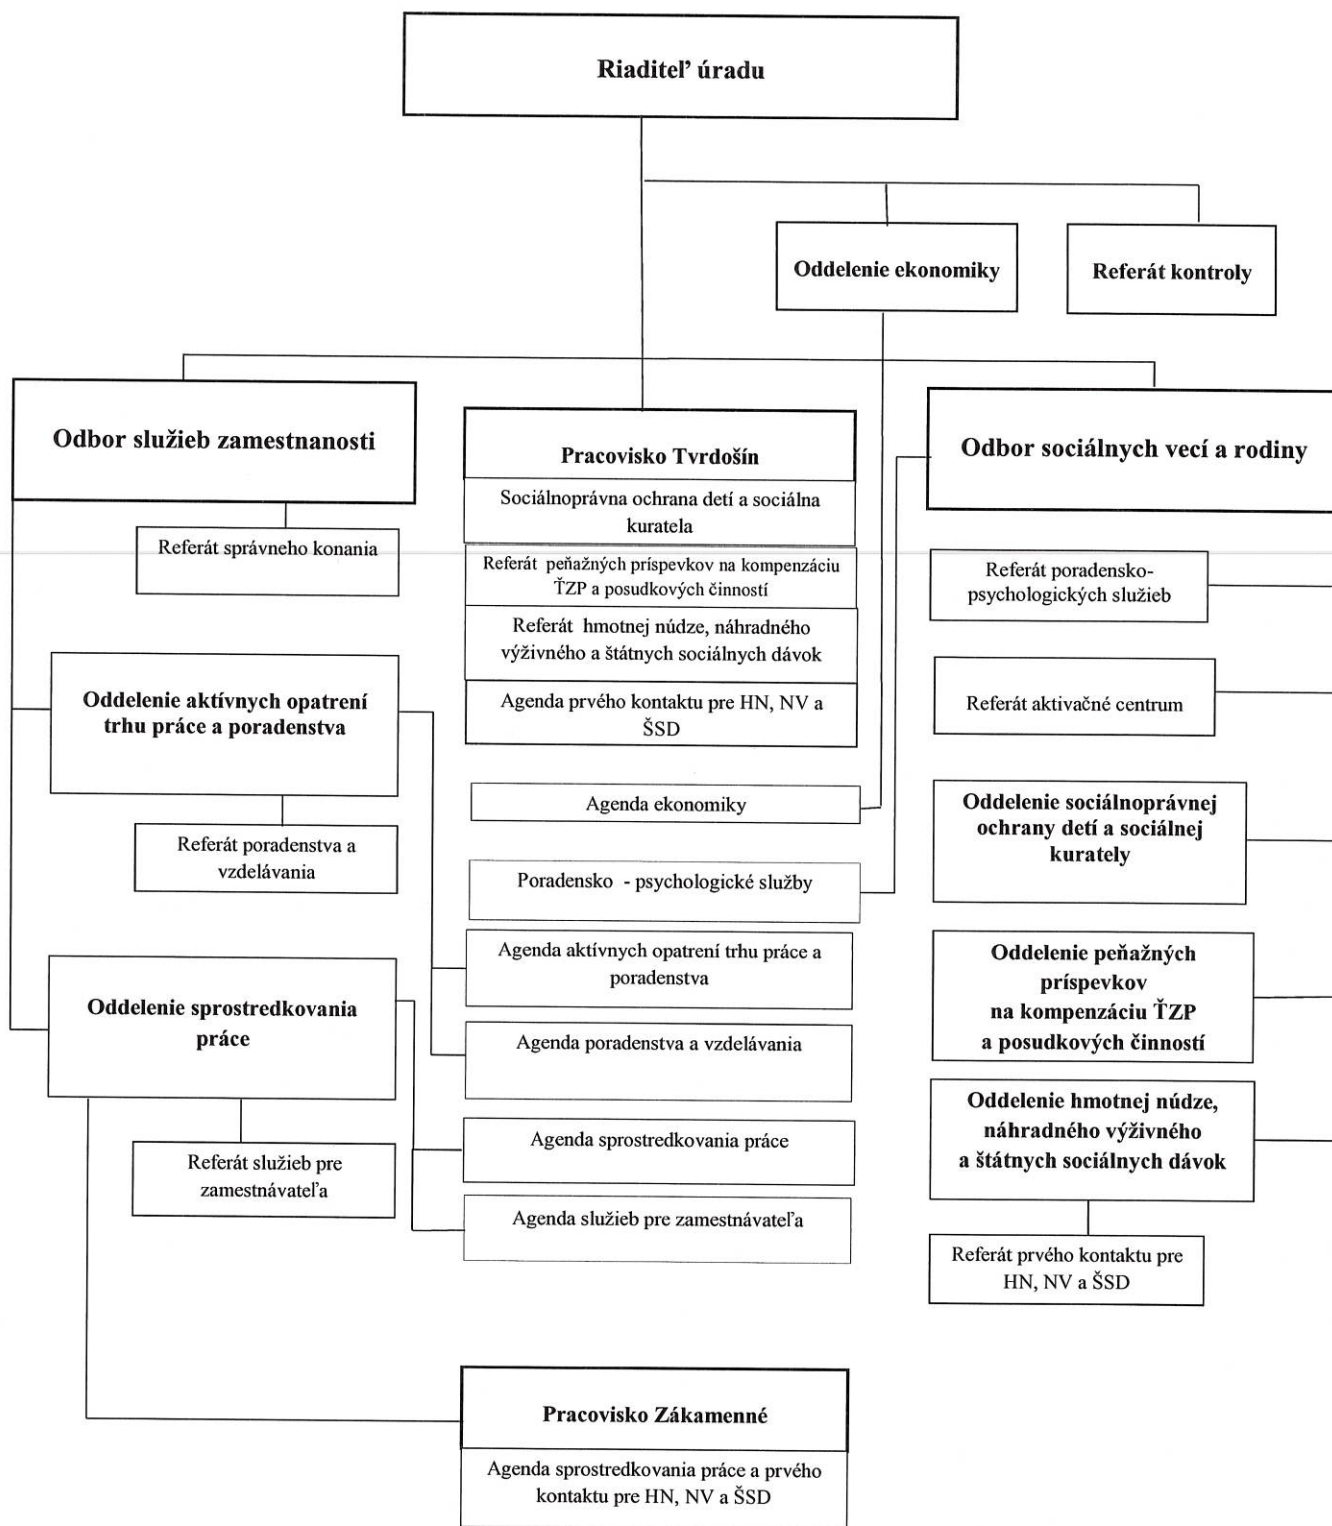 Riaditeľ úradu
Oddelenie ekonomiky
Referát kontroly
Odbor služieb zamestnanosti
Referát správneho konania
Oddelenie aktívnych opatrení
trhu práce a poradenstva
Referát poradenstva a
vzdelávania
Oddelenie sprostredkovania
práce
Referát služieb pre
zamestnávateľa
Pracovisko Tvrdošín
Sociálnoprávna ochrana detí a sociálna
kuratela
Referát peňažných príspevkov na kompenzáciu
ŤZP a posudkových činností
Referát hmotnej núdze, náhradného
výživného a štátnych sociálnych dávok
Agenda prvého kontaktu pre HN, NV a
ŠSD
Agenda ekonomiky
Poradensko - psychologické služby
Agenda aktívnych opatrení trhu práce a
poradenstva
Agenda poradenstva a vzdelávania
Agenda sprostredkovania práce
Agenda služieb pre zamestnávateľa
Odbor sociálnych vecí a rodiny
Referát poradensko-
psychologických služieb
Referát aktivačné centrum
Oddelenie sociálnoprávnej
ochrany detí a sociálnej
kurately
Oddelenie peňažných
príspevkov
na kompenzáciu ŤZP
a posudkových činností
Oddelenie hmotnej núdze,
náhradného výživného
a štátnych sociálnych dávok
Referát prvého kontaktu pre
HN, NV a ŠSD
Pracovisko Zákamenné
Agenda sprostredkovania práce a prvého
kontaktu pre HN, NV a ŠSD